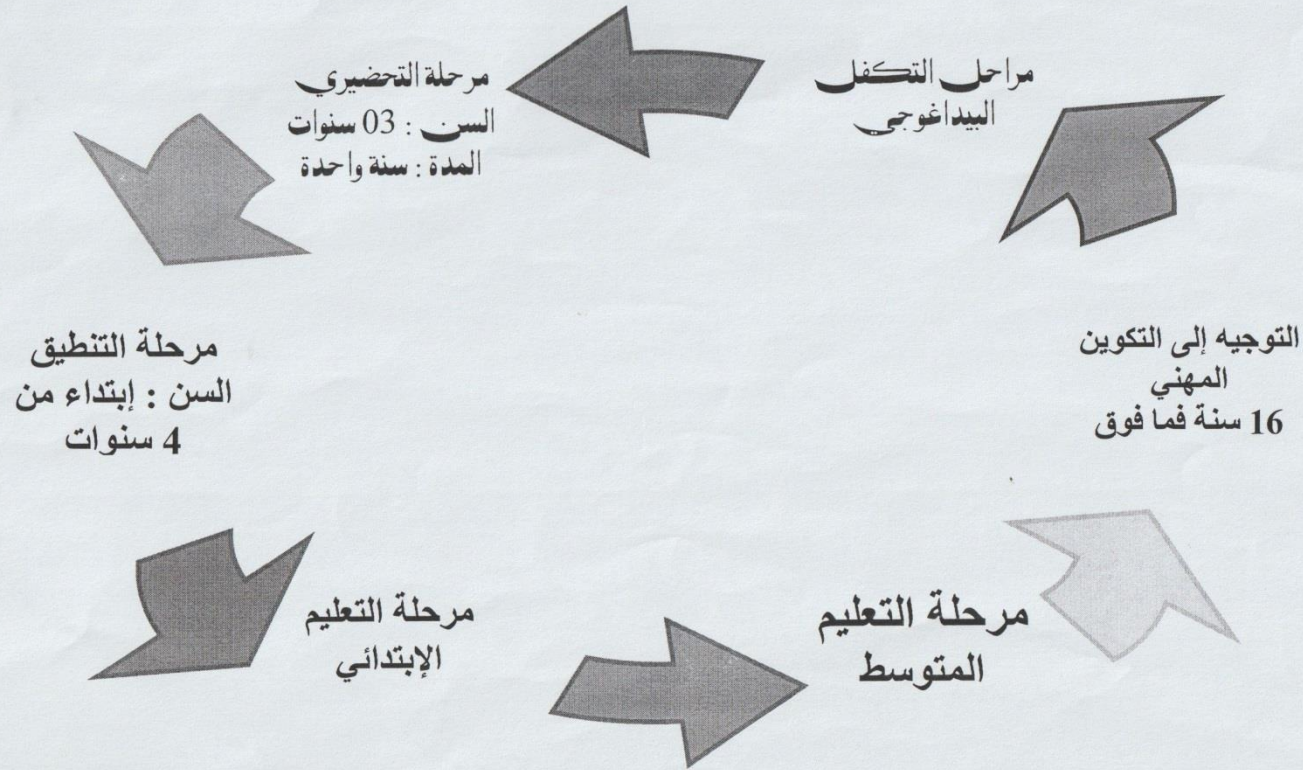 مراحل التكفل
البيداغوجي
مرحلة التحضيري
السن : 03 سنوات
المدة : سنة واحدة
مرحلة التنطيق
السن : إبتداء من
4 سنوات
مرحلة التعليم
الإبتدائي
مرحلة التعليم
المتوسط
التوجيه إلى التكوين
المهني
16 سنة فما فوق